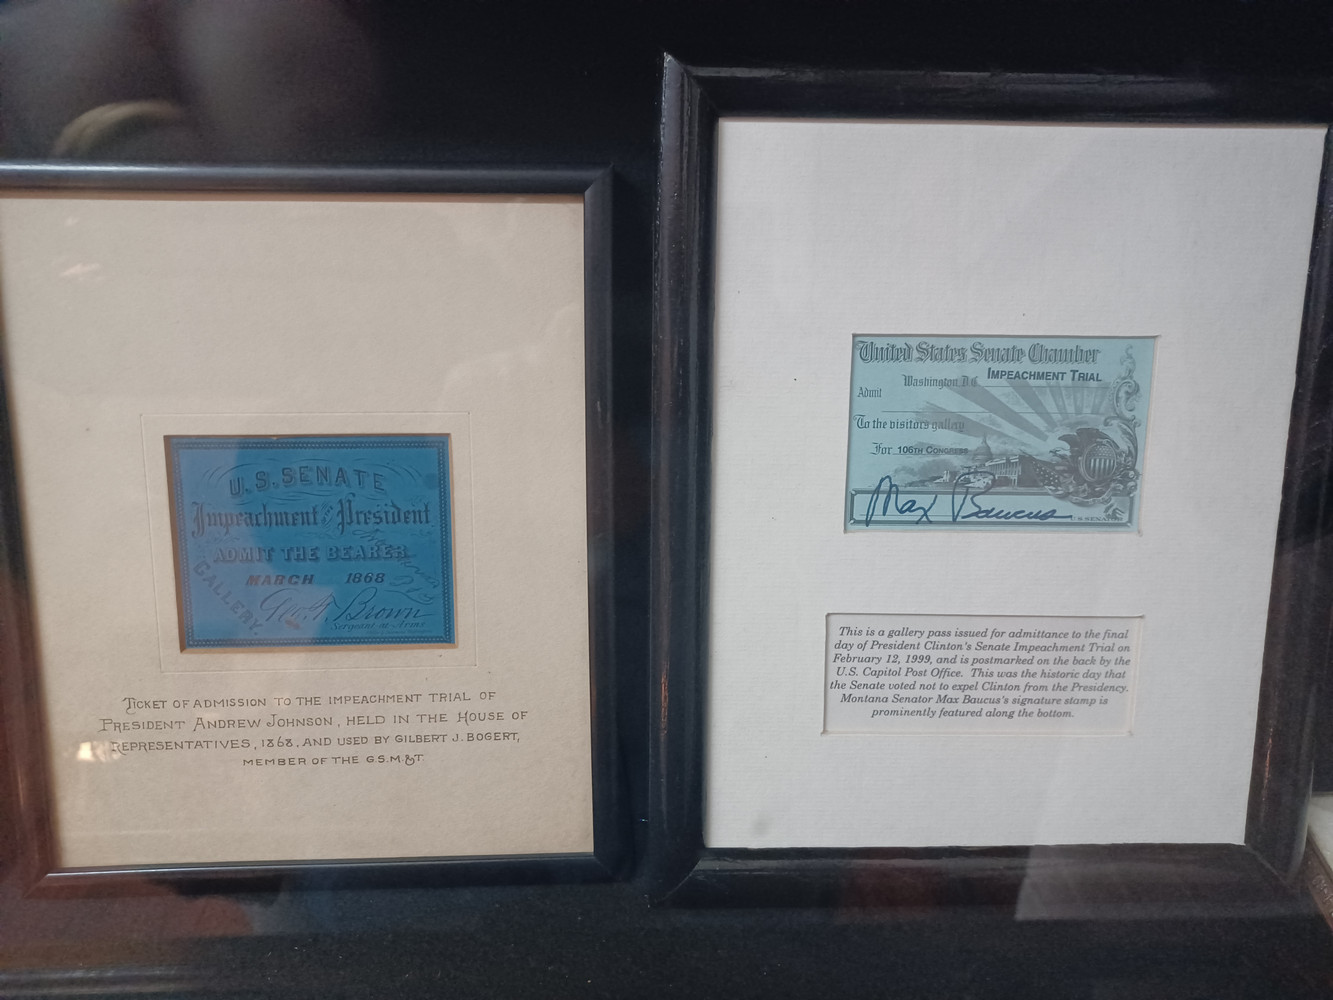 U.S. SENATE
Impeachment OF THE President
ADMIT THE BEARER
MARCH 1868
GALLERY.
Geo. T. Brown
Sergeant-at-Arms
TICKET OF ADMISSION TO THE IMPEACHMENT TRIAL OF
PRESIDENT ANDREW JOHNSON, HELD IN THE HOUSE OF
REPRESENTATIVES, 1868, AND USED BY GILBERT J. BOGERT,
MEMBER OF THE G.S.M.&T.
United States Senate Chamber
Washington, D.C. IMPEACHMENT TRIAL
Admit
To the visitors gallery
For 106TH CONGRESS
Max Baucus
U.S. SENATOR
This is a gallery pass issued for admittance to the final
day of President Clinton's Senate Impeachment Trial on
February 12, 1999, and is postmarked on the back by the
U.S. Capitol Post Office. This was the historic day that
the Senate voted not to expel Clinton from the Presidency.
Montana Senator Max Baucus's signature stamp is
prominently featured along the bottom.